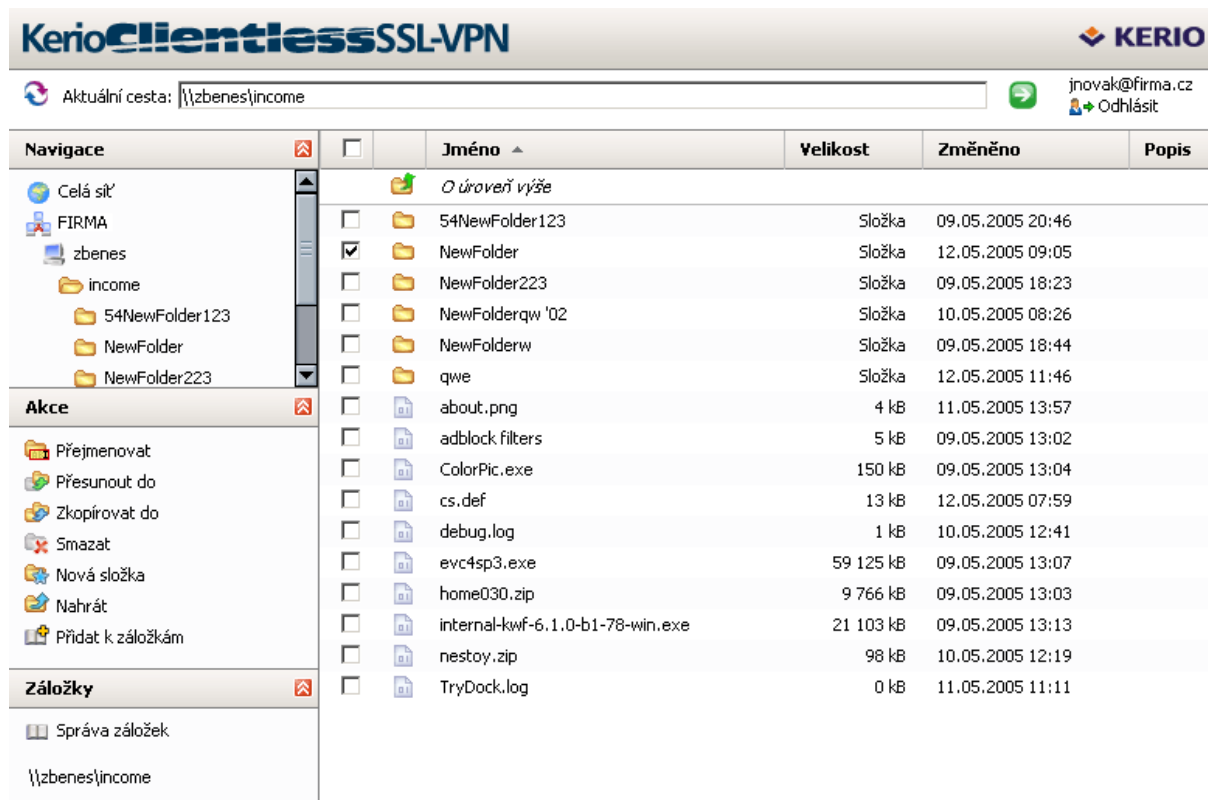 KerioClientlessSSL-VPN
KERIO
Aktuální cesta: \\zbenes\income
jnovak@firma.cz
Odhlásit
Navigace
Celá síť
FIRMA
zbenes
income
54NewFolder123
NewFolder
NewFolder223
Akce
Přejmenovat
Přesunout do
Zkopírovat do
Smazat
Nová složka
Nahrát
Přidat k záložkám
Záložky
Správa záložek
\\zbenes\income
Jméno Velikost Změněno Popis
O úroveň výše
54NewFolder123 Složka 09.05.2005 20:46
NewFolder Složka 12.05.2005 09:05
NewFolder223 Složka 09.05.2005 18:23
NewFolderqw '02 Složka 10.05.2005 08:26
NewFolderw Složka 09.05.2005 18:44
qwe Složka 12.05.2005 11:46
about.png 4 kB 11.05.2005 13:57
adblock filters 5 kB 09.05.2005 13:02
ColorPic.exe 150 kB 09.05.2005 13:04
cs.def 13 kB 12.05.2005 07:59
debug.log 1 kB 10.05.2005 12:41
evc4sp3.exe 59 125 kB 09.05.2005 13:07
home030.zip 9 766 kB 09.05.2005 13:03
internal-kwf-6.1.0-b1-78-win.exe 21 103 kB 09.05.2005 13:13
nestoy.zip 98 kB 10.05.2005 12:19
TryDock.log 0 kB 11.05.2005 11:11